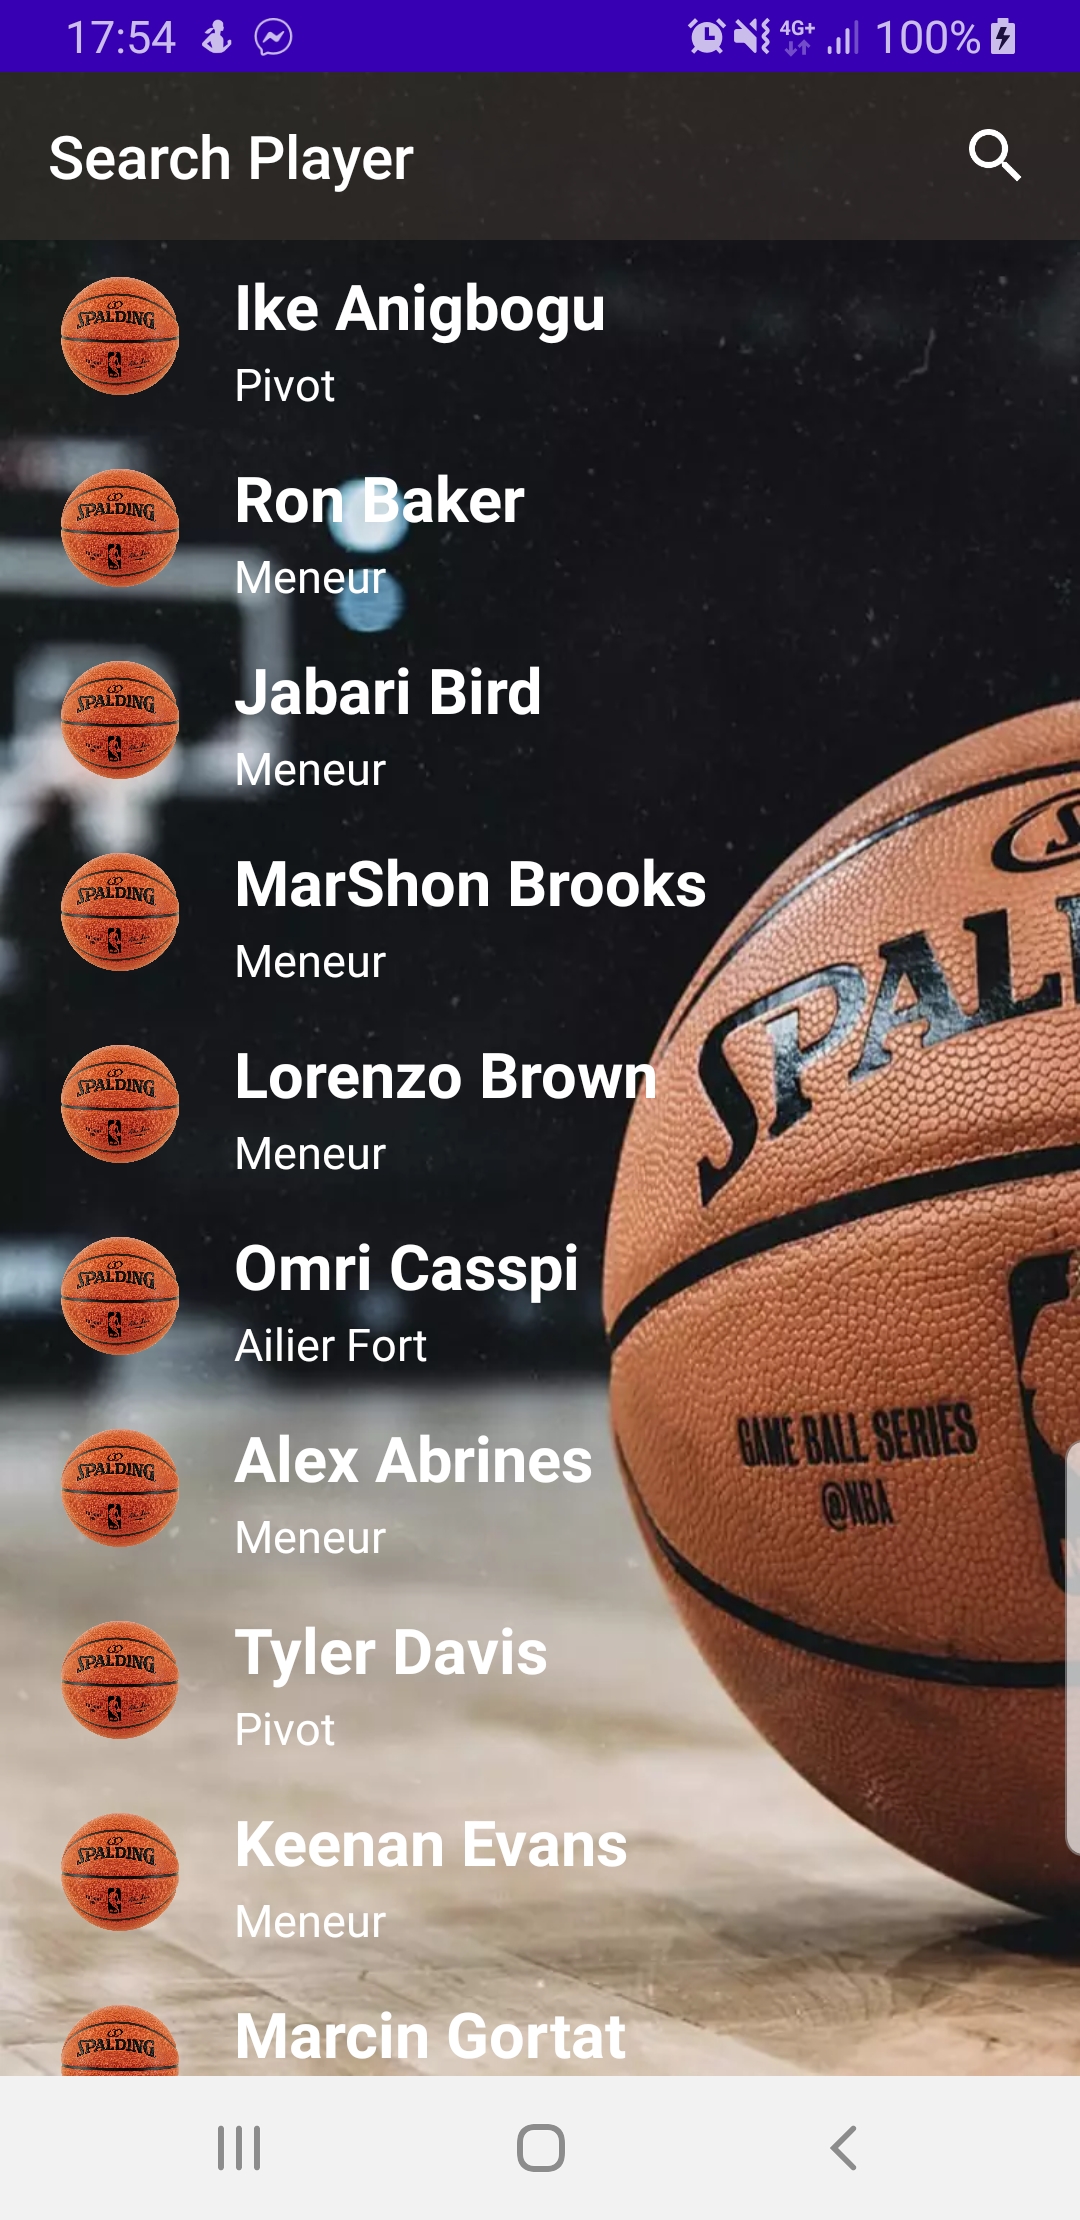 17:54
4G+
100%
Search Player
SPALDING
Ike Anigbogu
Pivot
SPALDING
Ron Baker
Meneur
SPALDING
Jabari Bird
Meneur
SPALDING
MarShon Brooks
Meneur
SPALDING
Lorenzo Brown
Meneur
SPALDING
Omri Casspi
Ailier Fort
SPALDING
Alex Abrines
Meneur
SPALDING
Tyler Davis
Pivot
SPALDING
Keenan Evans
Meneur
SPALDING
Marcin Gortat
SPAL
GAME BALL SERIES
@NBA